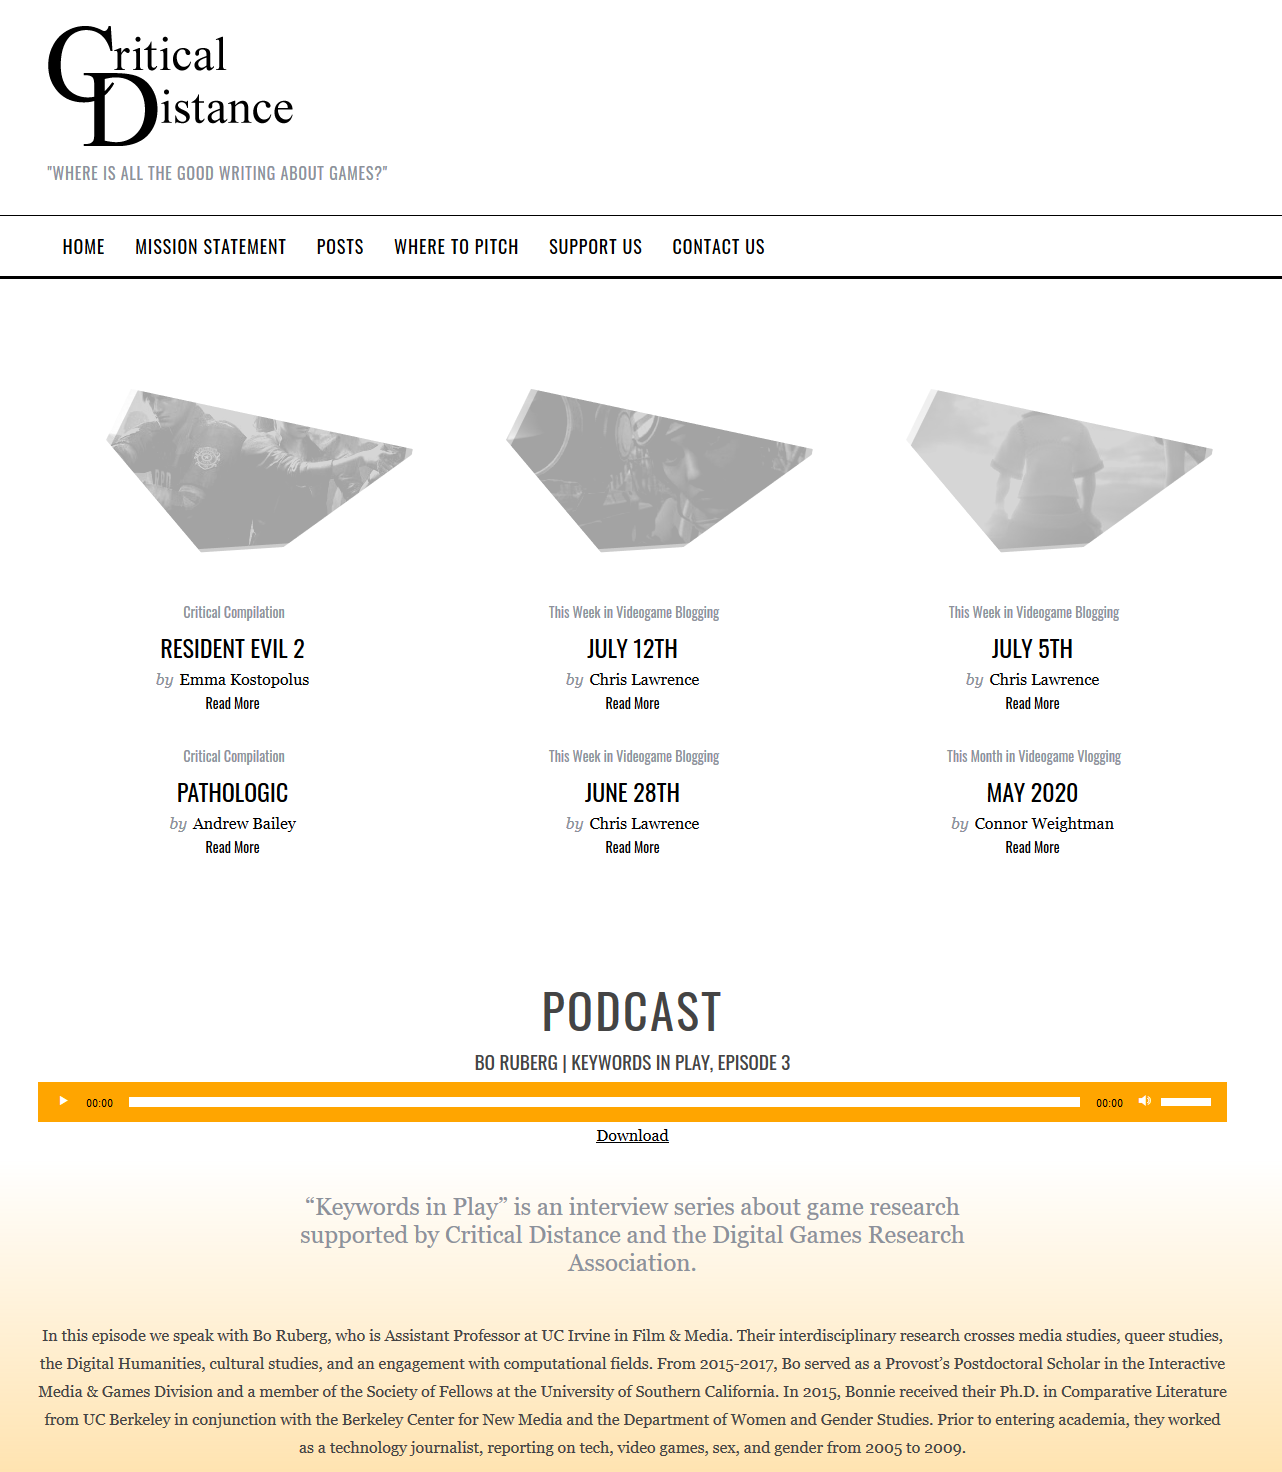 Critical
Distance
"WHERE IS ALL THE GOOD WRITING ABOUT GAMES?"
HOME MISSION STATEMENT POSTS WHERE TO PITCH SUPPORT US CONTACT US
Critical Compilation
RESIDENT EVIL 2
by Emma Kostopolus
Read More
This Week in Videogame Blogging
JULY 12TH
by Chris Lawrence
Read More
This Week in Videogame Blogging
JULY 5TH
by Chris Lawrence
Read More
Critical Compilation
PATHOLOGIC
by Andrew Bailey
Read More
This Week in Videogame Blogging
JUNE 28TH
by Chris Lawrence
Read More
This Month in Videogame Vlogging
MAY 2020
by Connor Weightman
Read More
PODCAST
BO RUBERG | KEYWORDS IN PLAY, EPISODE 3
00:00 00:00
Download
“Keywords in Play” is an interview series about game research
supported by Critical Distance and the Digital Games Research
Association.
In this episode we speak with Bo Ruberg, who is Assistant Professor at UC Irvine in Film & Media. Their interdisciplinary research crosses media studies, queer studies,
the Digital Humanities, cultural studies, and an engagement with computational fields. From 2015-2017, Bo served as a Provost’s Postdoctoral Scholar in the Interactive
Media & Games Division and a member of the Society of Fellows at the University of Southern California. In 2015, Bonnie received their Ph.D. in Comparative Literature
from UC Berkeley in conjunction with the Berkeley Center for New Media and the Department of Women and Gender Studies. Prior to entering academia, they worked
as a technology journalist, reporting on tech, video games, sex, and gender from 2005 to 2009.